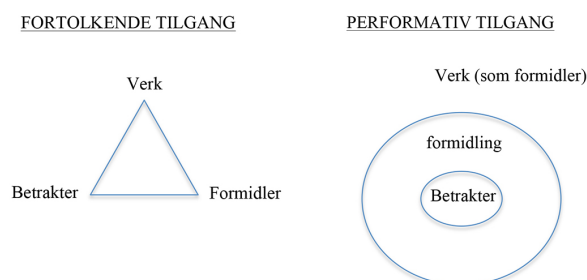 FORTOLKENDE TILGANG
Verk
Betrakter
Formidler
PERFORMATIV TILGANG
Verk (som formidler)
formidling
Betrakter